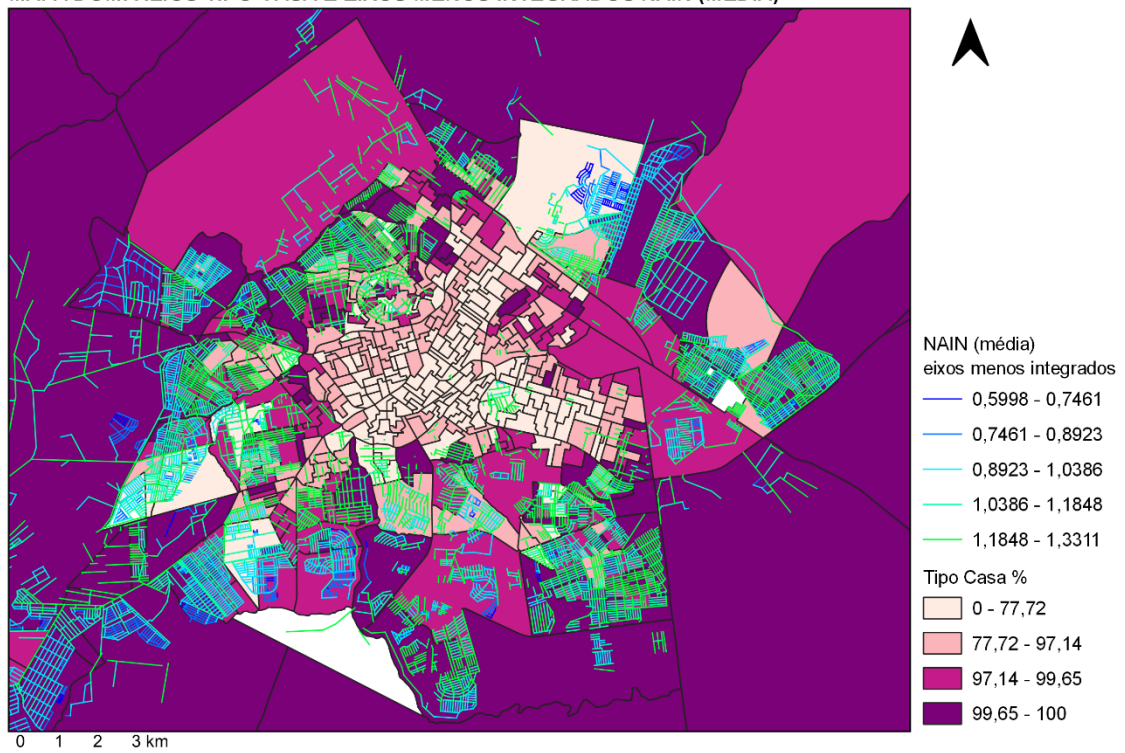 NAIN (média)
eixos menos integrados
0,5998 - 0,7461
0,7461 - 0,8923
0,8923 - 1,0386
1,0386 - 1,1848
1,1848 - 1,3311
Tipo Casa %
0 - 77,72
77,72 - 97,14
97,14 - 99,65
99,65 - 100
0 1 2 3 km